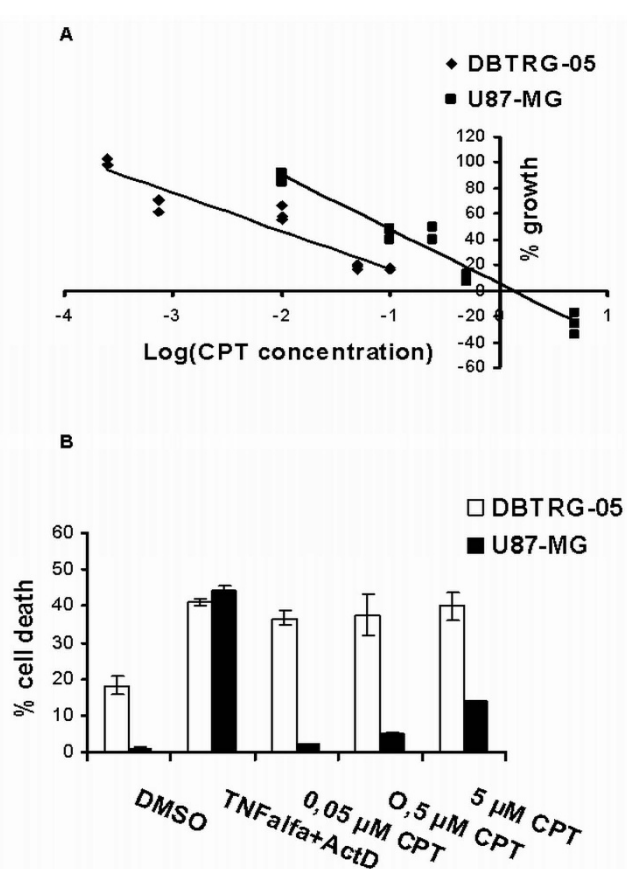 A
DBTRG-05
U87-MG
120
100
80
60
40
20
0
-20
-40
-60
% growth
-4 -3 -2 -1 0 1
Log(CPT concentration)
B
DBTRG-05
U87-MG
60
50
40
30
20
10
0
% cell death
DMSO
TNFalfa+ActD
0,05 µM CPT
O,5 µM CPT
5 µM CPT